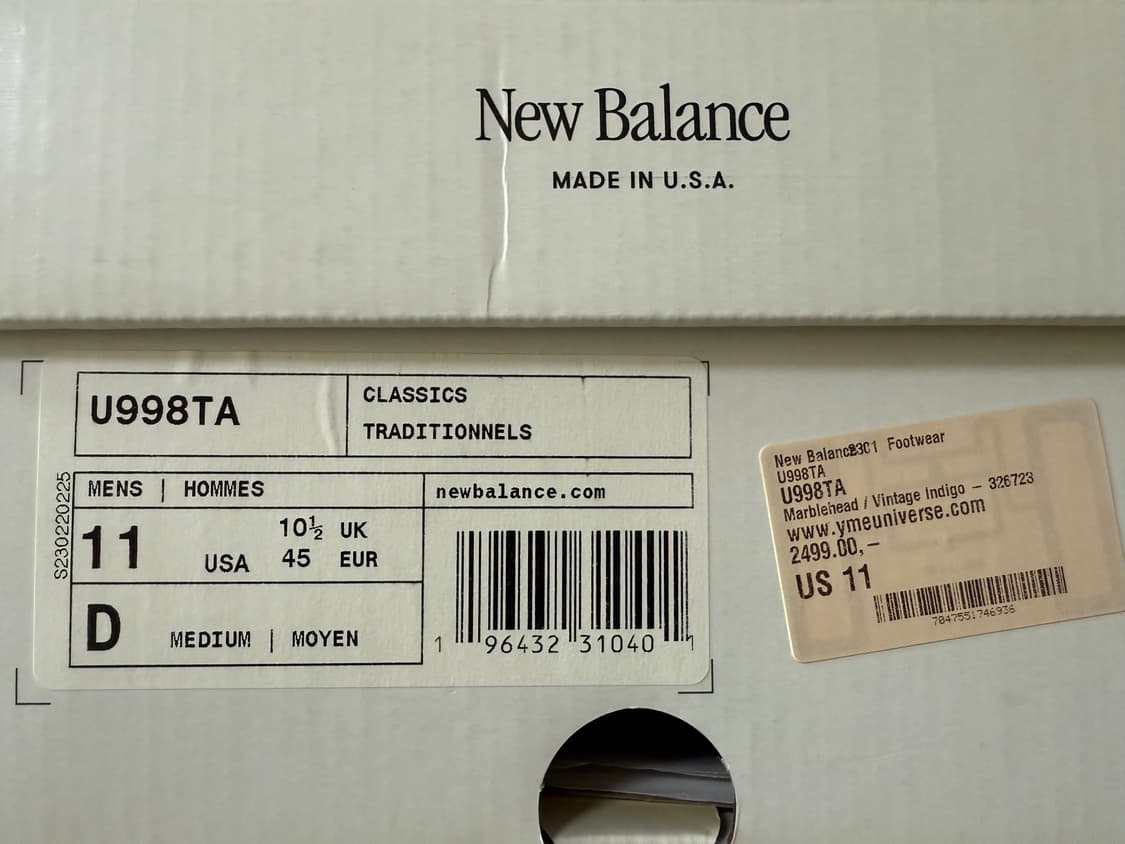 New Balance
MADE IN U.S.A.
U998TA
CLASSICS
TRADITIONNELS
MENS | HOMMES
newbalance.com
11 USA
10½ UK
45 EUR
D MEDIUM | MOYEN
S230220225
1 96432 31040 1
New Balance Footwear
U998TA
U998TA
Marblehead / Vintage Indigo – 326723
www.ymeuniverse.com
2499.00,–
US 11
7047551746936